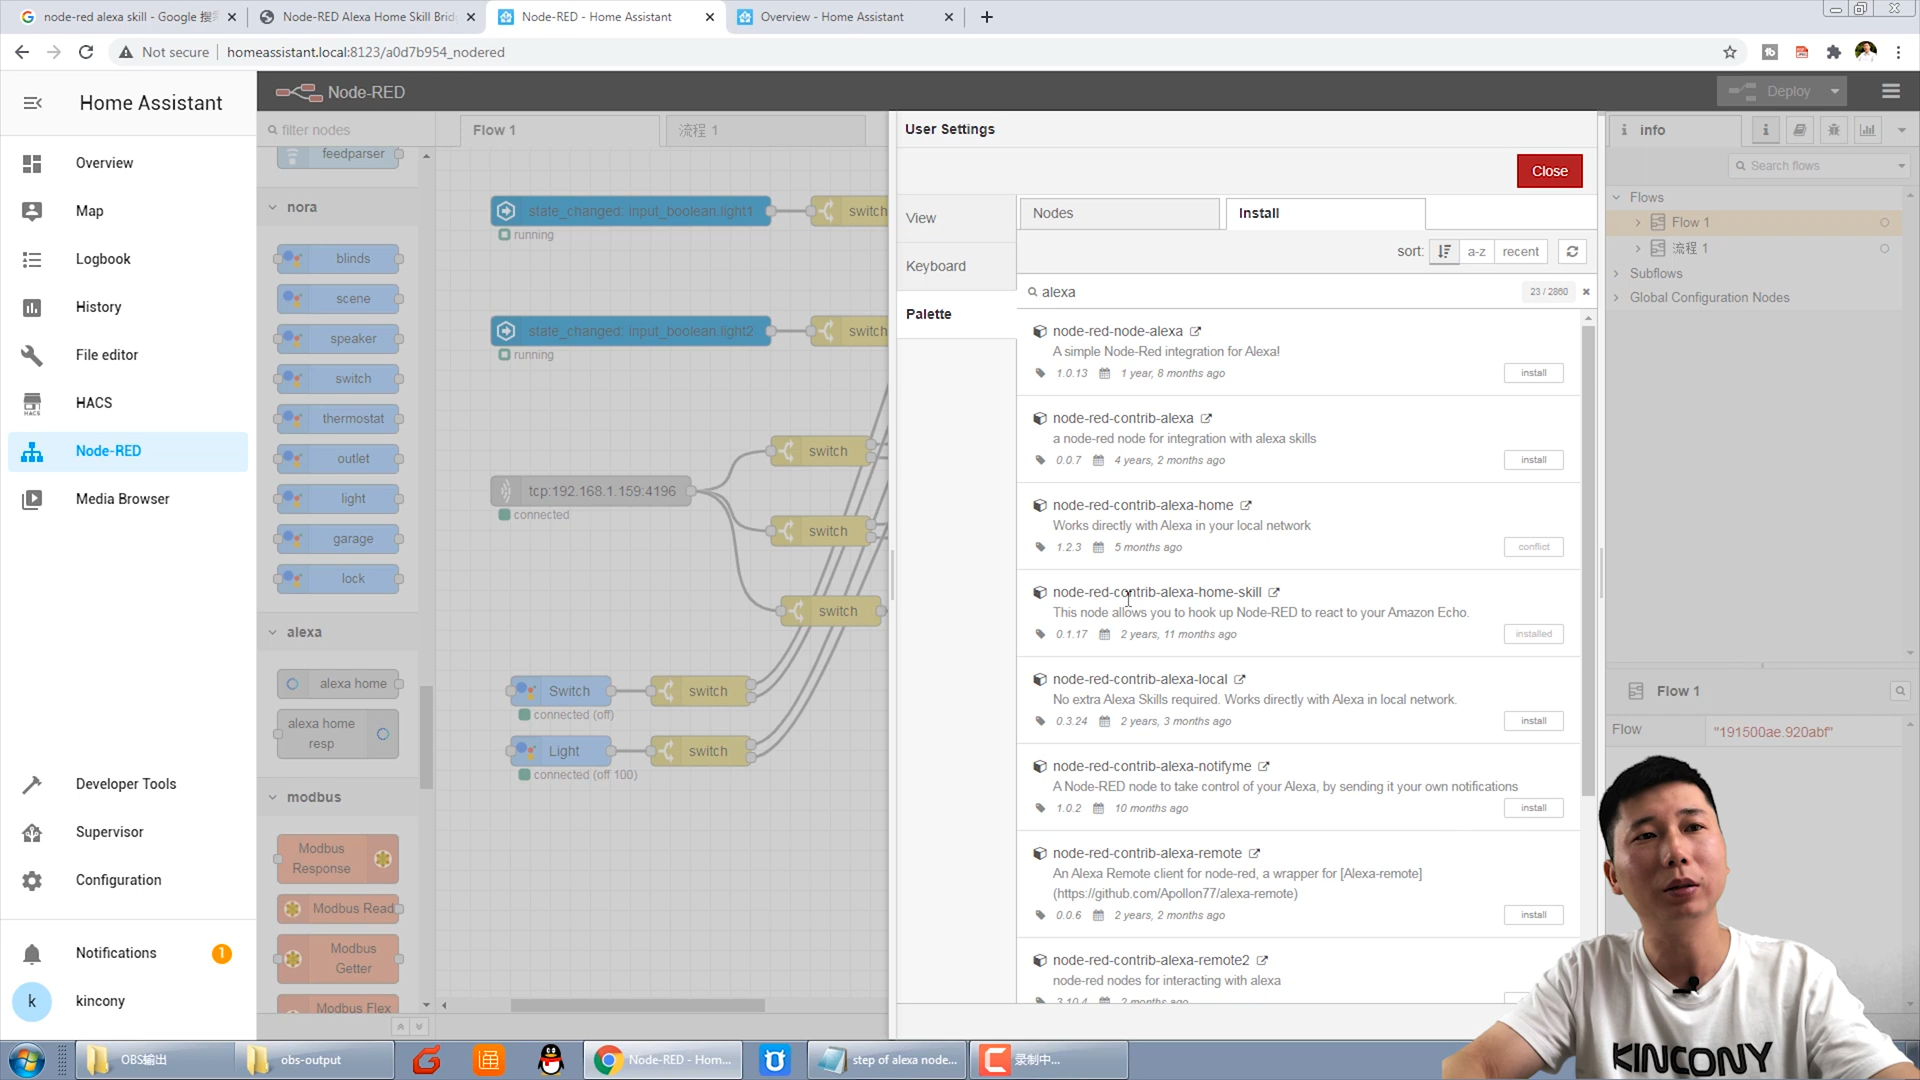 node-red alexa skill - Google 搜
Node-RED Alexa Home Skill Brid
Node-RED - Home Assistant
Overview - Home Assistant
Not secure
homeassistant.local:8123/a0d7b954_nodered
Home Assistant
Overview
Map
Logbook
History
File editor
HACS
Node-RED
Media Browser
Developer Tools
Supervisor
Configuration
Notifications
1
k
kincony
Node-RED
Deploy
filter nodes
feedparser
nora
blinds
scene
speaker
switch
thermostat
outlet
light
garage
lock
alexa
alexa home
alexa home
resp
modbus
Modbus
Response
Modbus Read
Modbus
Getter
Modbus Flex
Flow 1
流程 1
state_changed: input_boolean.light1
running
switch
state_changed: input_boolean.light2
running
switch
switch
tcp:192.168.1.159:4196
connected
switch
switch
Switch
connected (off)
switch
Light
connected (off 100)
switch
User Settings
Close
View
Keyboard
Palette
Nodes
Install
sort:
a-z
recent
alexa
23 / 2860
node-red-node-alexa
A simple Node-Red integration for Alexa!
1.0.13
1 year, 8 months ago
install
node-red-contrib-alexa
a node-red node for integration with alexa skills
0.0.7
4 years, 2 months ago
install
node-red-contrib-alexa-home
Works directly with Alexa in your local network
1.2.3
5 months ago
conflict
node-red-contrib-alexa-home-skill
This node allows you to hook up Node-RED to react to your Amazon Echo.
0.1.17
2 years, 11 months ago
installed
node-red-contrib-alexa-local
No extra Alexa Skills required. Works directly with Alexa in local network.
0.3.24
2 years, 3 months ago
install
node-red-contrib-alexa-notifyme
A Node-RED node to take control of your Alexa, by sending it your own notifications
1.0.2
10 months ago
install
node-red-contrib-alexa-remote
An Alexa Remote client for node-red, a wrapper for [Alexa-remote]
(https://github.com/Apollon77/alexa-remote)
0.0.6
2 years, 2 months ago
install
node-red-contrib-alexa-remote2
node-red nodes for interacting with alexa
3.10.4
2 months ago
info
Search flows
Flows
Flow 1
流程 1
Subflows
Global Configuration Nodes
Flow 1
Flow
"191500ae.920abf"
KINCONY
OBS输出
obs-output
Node-RED - Hom...
step of alexa node...
录制中...